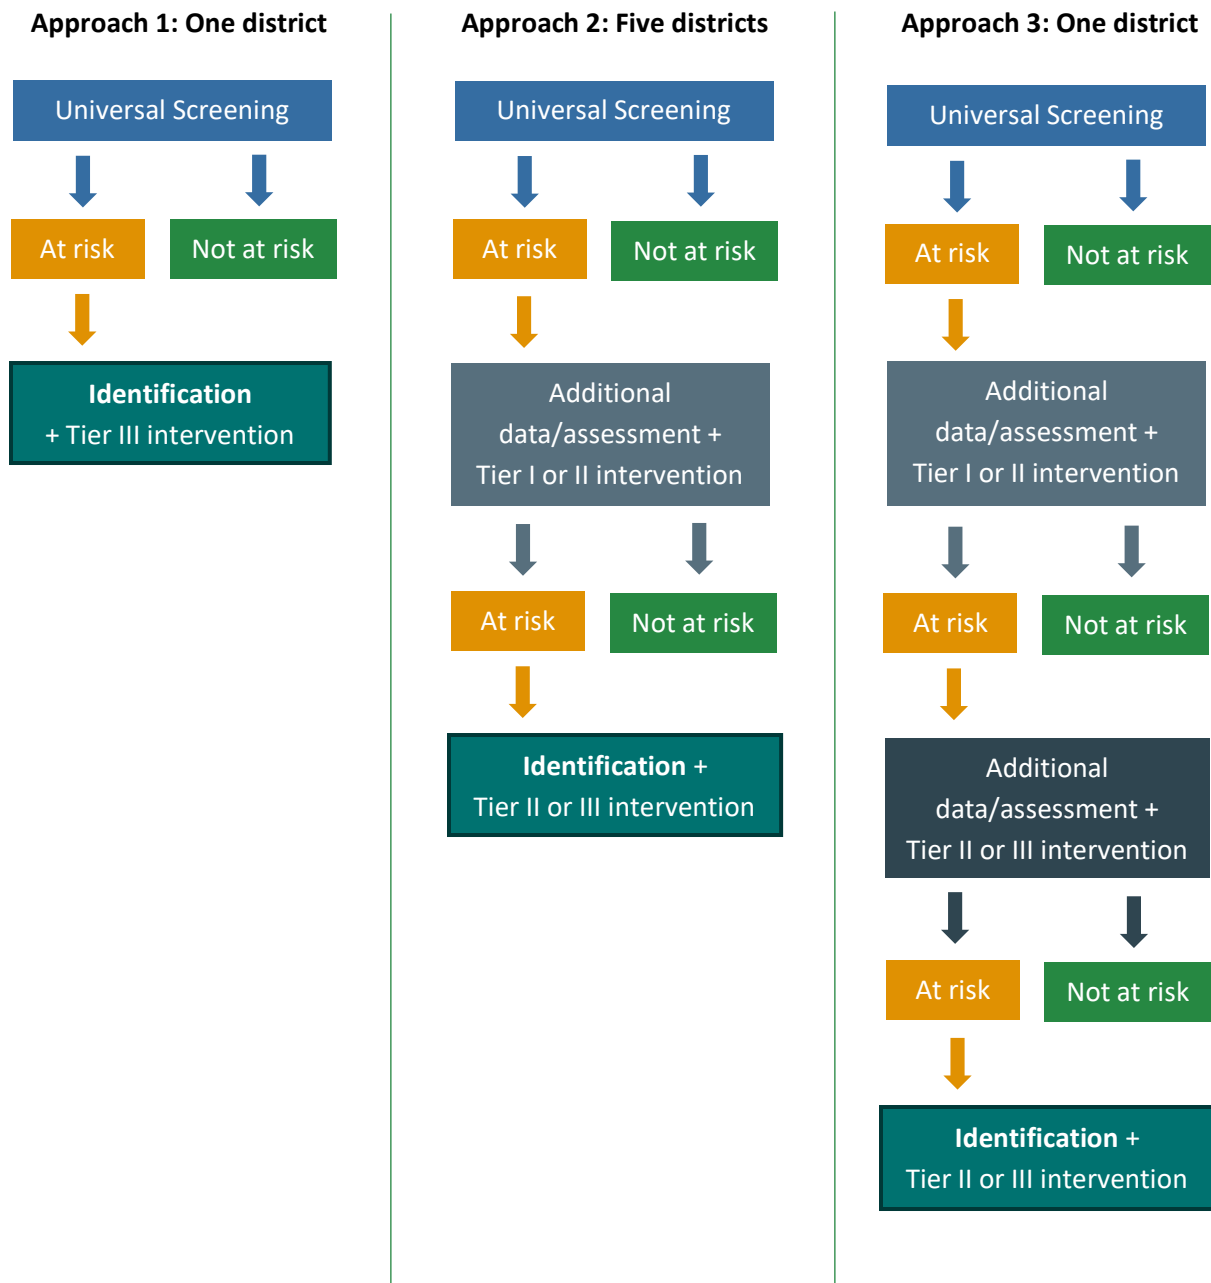 Approach 1: One district
Universal Screening
At risk
Not at risk
Identification
+ Tier III intervention
Approach 2: Five districts
Universal Screening
At risk
Not at risk
Additional
data/assessment +
Tier I or II intervention
At risk
Not at risk
Identification +
Tier II or III intervention
Approach 3: One district
Universal Screening
At risk
Not at risk
Additional
data/assessment +
Tier I or II intervention
At risk
Not at risk
Additional
data/assessment +
Tier II or III intervention
At risk
Not at risk
Identification +
Tier II or III intervention